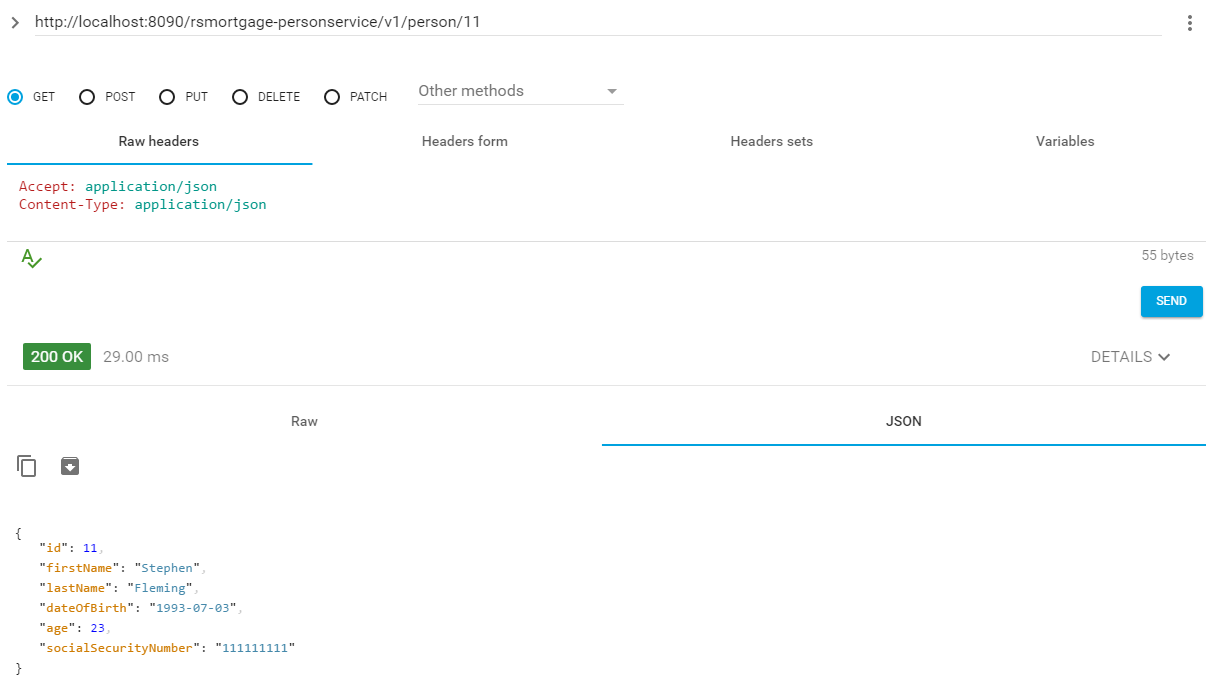 http://localhost:8090/rsmortgage-personservice/v1/person/11
GET POST PUT DELETE PATCH Other methods
Raw headers Headers form Headers sets Variables
Accept: application/json
Content-Type: application/json
55 bytes
SEND
200 OK 29.00 ms DETAILS
Raw JSON
{
"id": 11,
"firstName": "Stephen",
"lastName": "Fleming",
"dateOfBirth": "1993-07-03",
"age": 23,
"socialSecurityNumber": "111111111"
}